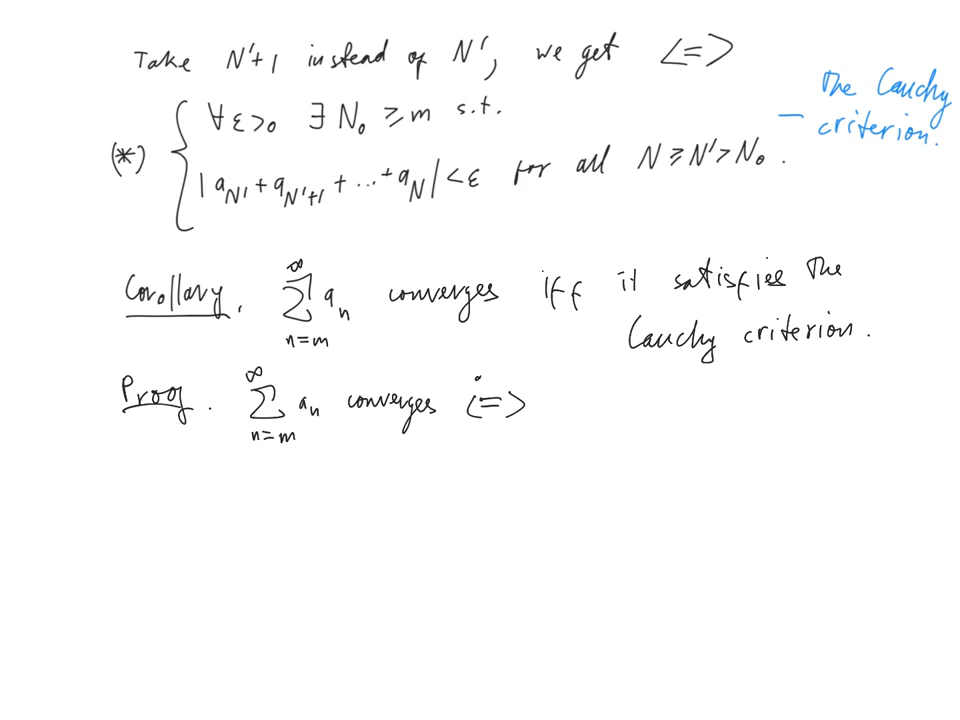 Take N'+1 instead of N', we get <=>
(*) { ∀ε>0 ∃ N₀ ≥ m s.t.
|a_{N'} + a_{N'+1} + ... + a_N| < ε for all N ≥ N' > N₀.
— The Cauchy
criterion.
Corollary. ∑_{n=m}^{∞} a_n converges iff it satisfies the
Cauchy criterion.
Proof. ∑_{n=m}^{∞} a_n converges <=>